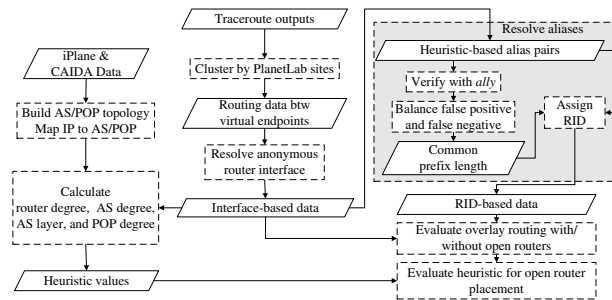 iPlane &
CAIDA Data
Build AS/POP topology
Map IP to AS/POP
Calculate
router degree, AS degree,
AS layer, and POP degree
Heuristic values
Traceroute outputs
Cluster by PlanetLab sites
Routing data btw
virtual endpoints
Resolve anonymous
router interface
Interface-based data
Resolve aliases
Heuristic-based alias pairs
Verify with ally
Balance false positive
and false negative
Common
prefix length
Assign
RID
RID-based data
Evaluate overlay routing with/
without open routers
Evaluate heuristic for open router
placement